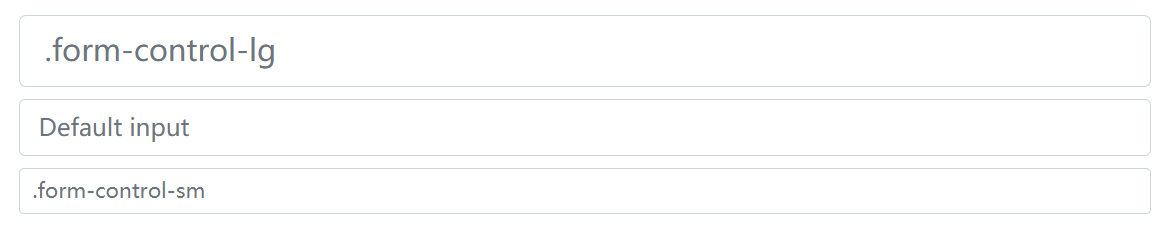 .form-control-lg
Default input
.form-control-sm